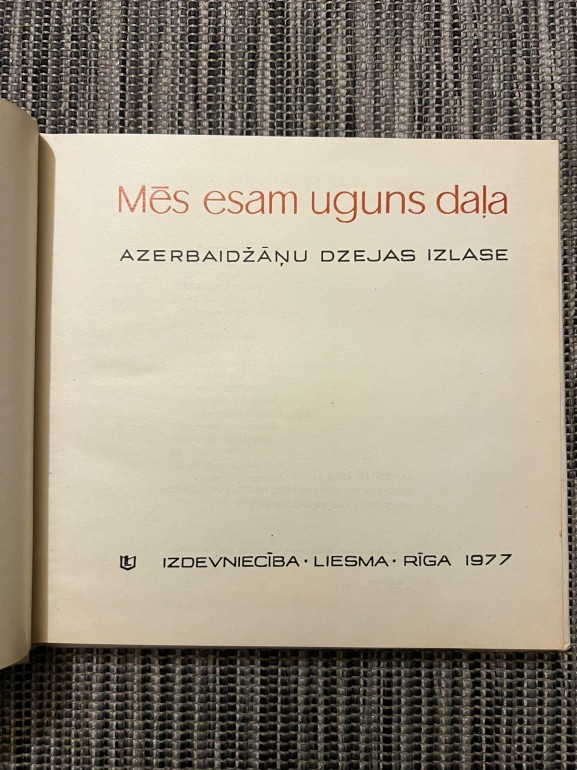 Mēs esam uguns daļa
AZERBAIDŽĀŅU DZEJAS IZLASE
IZDEVNIECĪBA · LIESMA · RĪGA 1977